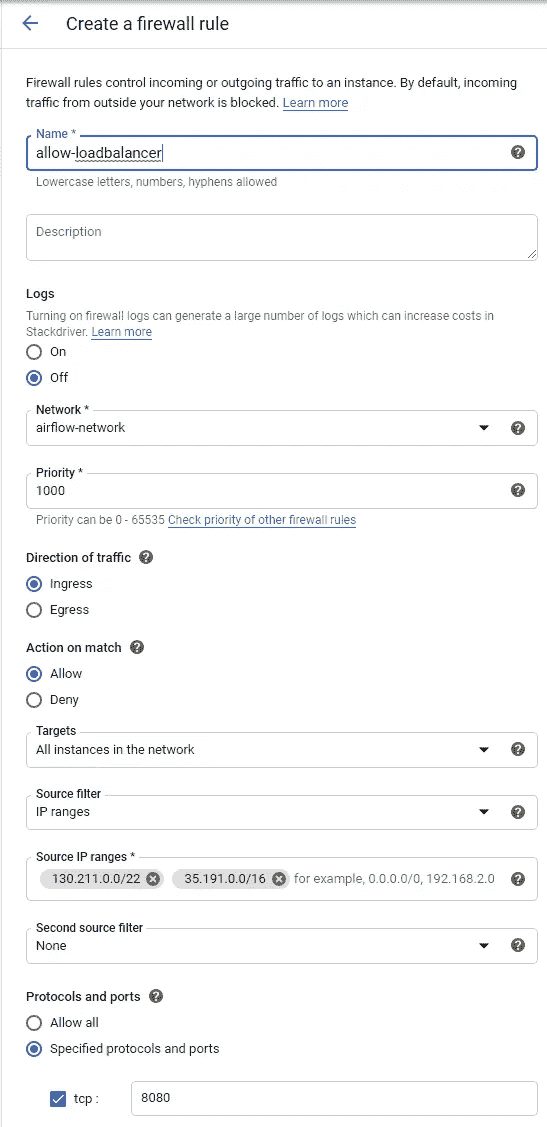 Create a firewall rule
Firewall rules control incoming or outgoing traffic to an instance. By default, incoming
traffic from outside your network is blocked. Learn more
Name *
allow-loadbalancer
Lowercase letters, numbers, hyphens allowed
Description
Logs
Turning on firewall logs can generate a large number of logs which can increase costs in
Stackdriver. Learn more
On
Off
Network *
airflow-network
Priority *
1000
Priority can be 0 - 65535 Check priority of other firewall rules
Direction of traffic
Ingress
Egress
Action on match
Allow
Deny
Targets
All instances in the network
Source filter
IP ranges
Source IP ranges *
130.211.0.0/22 35.191.0.0/16 for example, 0.0.0.0/0, 192.168.2.0
Second source filter
None
Protocols and ports
Allow all
Specified protocols and ports
tcp : 8080